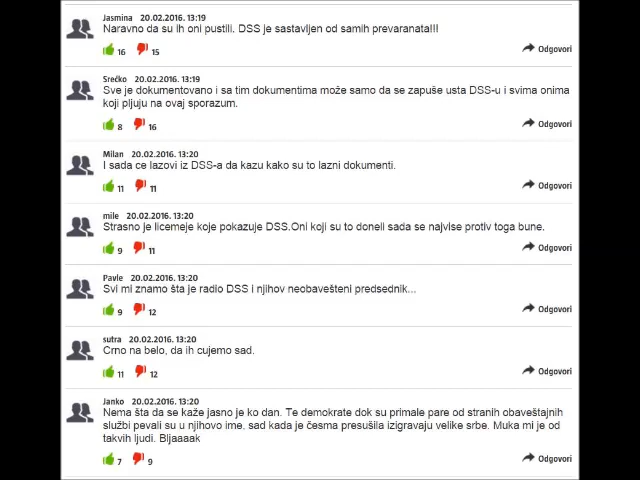 Jasmina 20.02.2016. 13:19
Naravno da su ih oni pustili. DSS je sastavljen od samih prevaranata!!!
16 15 Odgovori
Srećko 20.02.2016. 13:19
Sve je dokumentovano i sa tim dokumentima može samo da se zapuše usta DSS-u i svima onima
koji pljuju na ovaj sporazum.
8 16 Odgovori
Milan 20.02.2016. 13:20
I sada ce lazovi iz DSS-a da kazu kako su to lazni dokumenti.
11 11 Odgovori
mile 20.02.2016. 13:20
Strasno je licemeje koje pokazuje DSS.Oni koji su to doneli sada se najvise protiv toga bune.
9 11 Odgovori
Pavle 20.02.2016. 13:20
Svi mi znamo šta je radio DSS i njihov neobavešteni predsednik...
9 12 Odgovori
sutra 20.02.2016. 13:20
Crno na belo, da ih cujemo sad.
11 12 Odgovori
Janko 20.02.2016. 13:20
Nema šta da se kaže jasno je ko dan. Te demokrate dok su primale pare od stranih obaveštajnih
službi pevali su u njihovo ime, sad kada je česma presušila izigravaju velike srbe. Muka mi je od
takvih ljudi. Bljaaaak
7 9 Odgovori